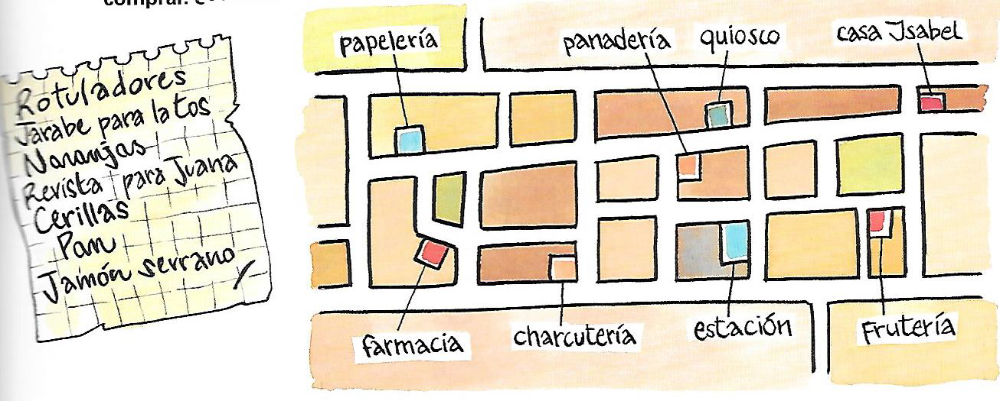 comprar.
Rotuladores
Jarabe para la tos
Naranjas
Revista para Juana
Cerillas
Pan
Jamón serrano
papelería
panadería
quiosco
casa Isabel
farmacia
charcutería
estación
Frutería